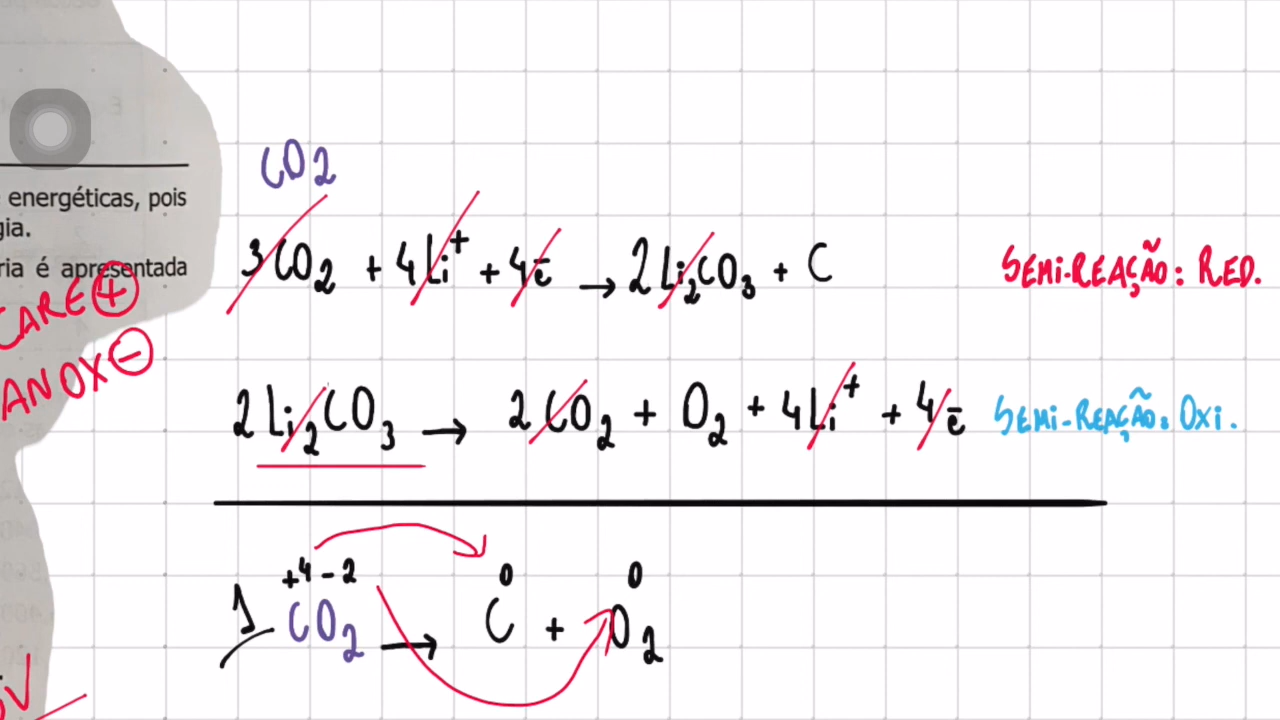 energéticas, pois
gia.
ria é apresentada
CARE +
ANOX −
CO2
3CO2 + 4Li+ + 4e̅ → 2Li2CO3 + C SEMI-REAÇÃO: RED.
2Li2CO3 → 2CO2 + O2 + 4Li+ + 4e̅ SEMI-REAÇÃO: OXI.
+4 -2 0 0
1 CO2 → C + O2